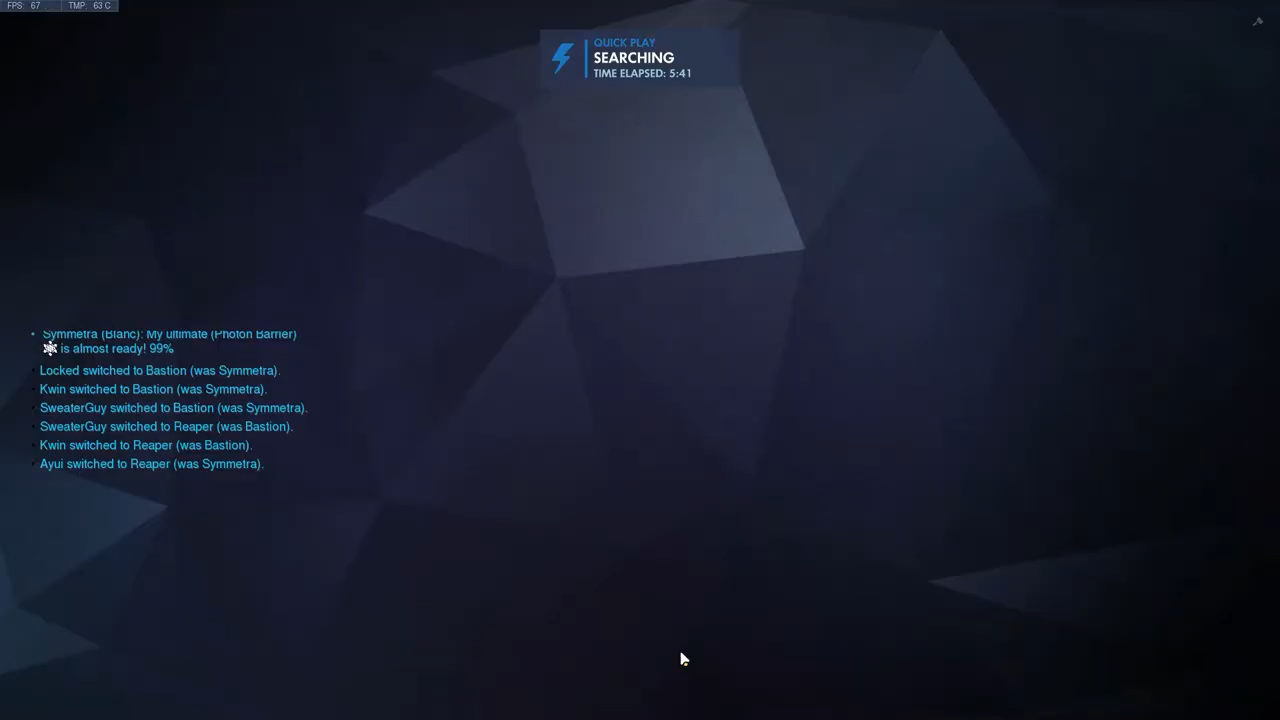 FPS: 67 TMP: 63 C
QUICK PLAY
SEARCHING
TIME ELAPSED: 5:41
Symmetra (Blanc): My ultimate (Photon Barrier)
is almost ready! 99%
Locked switched to Bastion (was Symmetra).
Kwin switched to Bastion (was Symmetra).
SweaterGuy switched to Bastion (was Symmetra).
SweaterGuy switched to Reaper (was Bastion).
Kwin switched to Reaper (was Bastion).
Ayui switched to Reaper (was Symmetra).